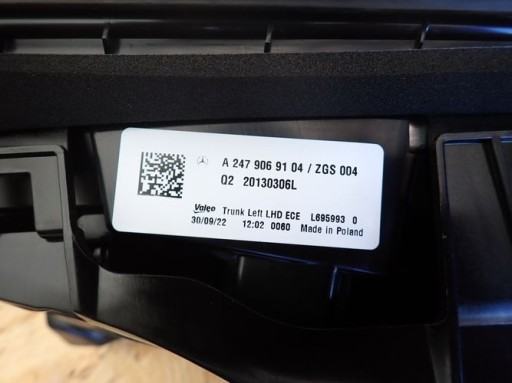 A 247 906 91 04 / ZGS 004
Q2 20130306L
Valeo Trunk Left LHD ECE L695993 0
30/09/22 12:02 0060 Made in Poland